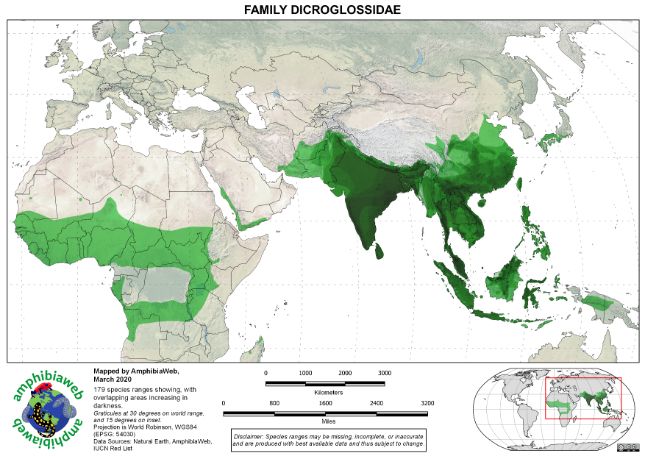 FAMILY DICROGLOSSIDAE
amphibiaweb
amphibiaweb
Mapped by AmphibiaWeb,
March 2020
179 species ranges showing, with
overlapping areas increasing in
darkness.
Graticules at 30 degrees on world range,
and 15 degrees on inset.
Projection is World Robinson, WGS84
(EPSG: 54030)
Data Sources: Natural Earth, AmphibiaWeb,
IUCN Red List
0 1000 2000 3000
Kilometers
0 800 1600 2400 3200
Miles
Disclaimer: Species ranges may be missing, incomplete, or inaccurate
and are produced with best available data and thus subject to change.